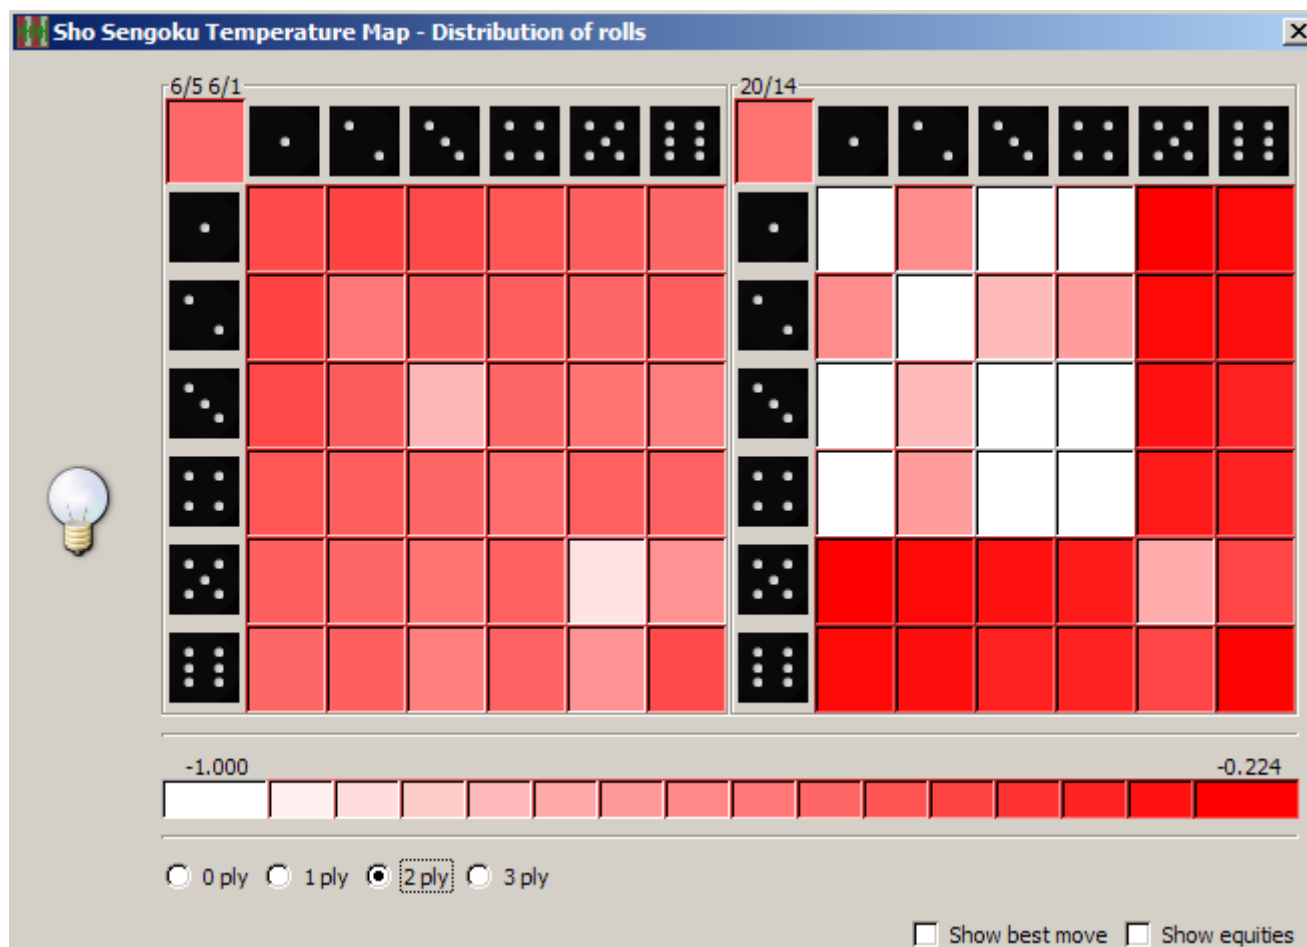 Sho Sengoku Temperature Map - Distribution of rolls
6/5 6/1
20/14
-1.000
-0.224
0 ply
1 ply
2 ply
3 ply
Show best move
Show equities